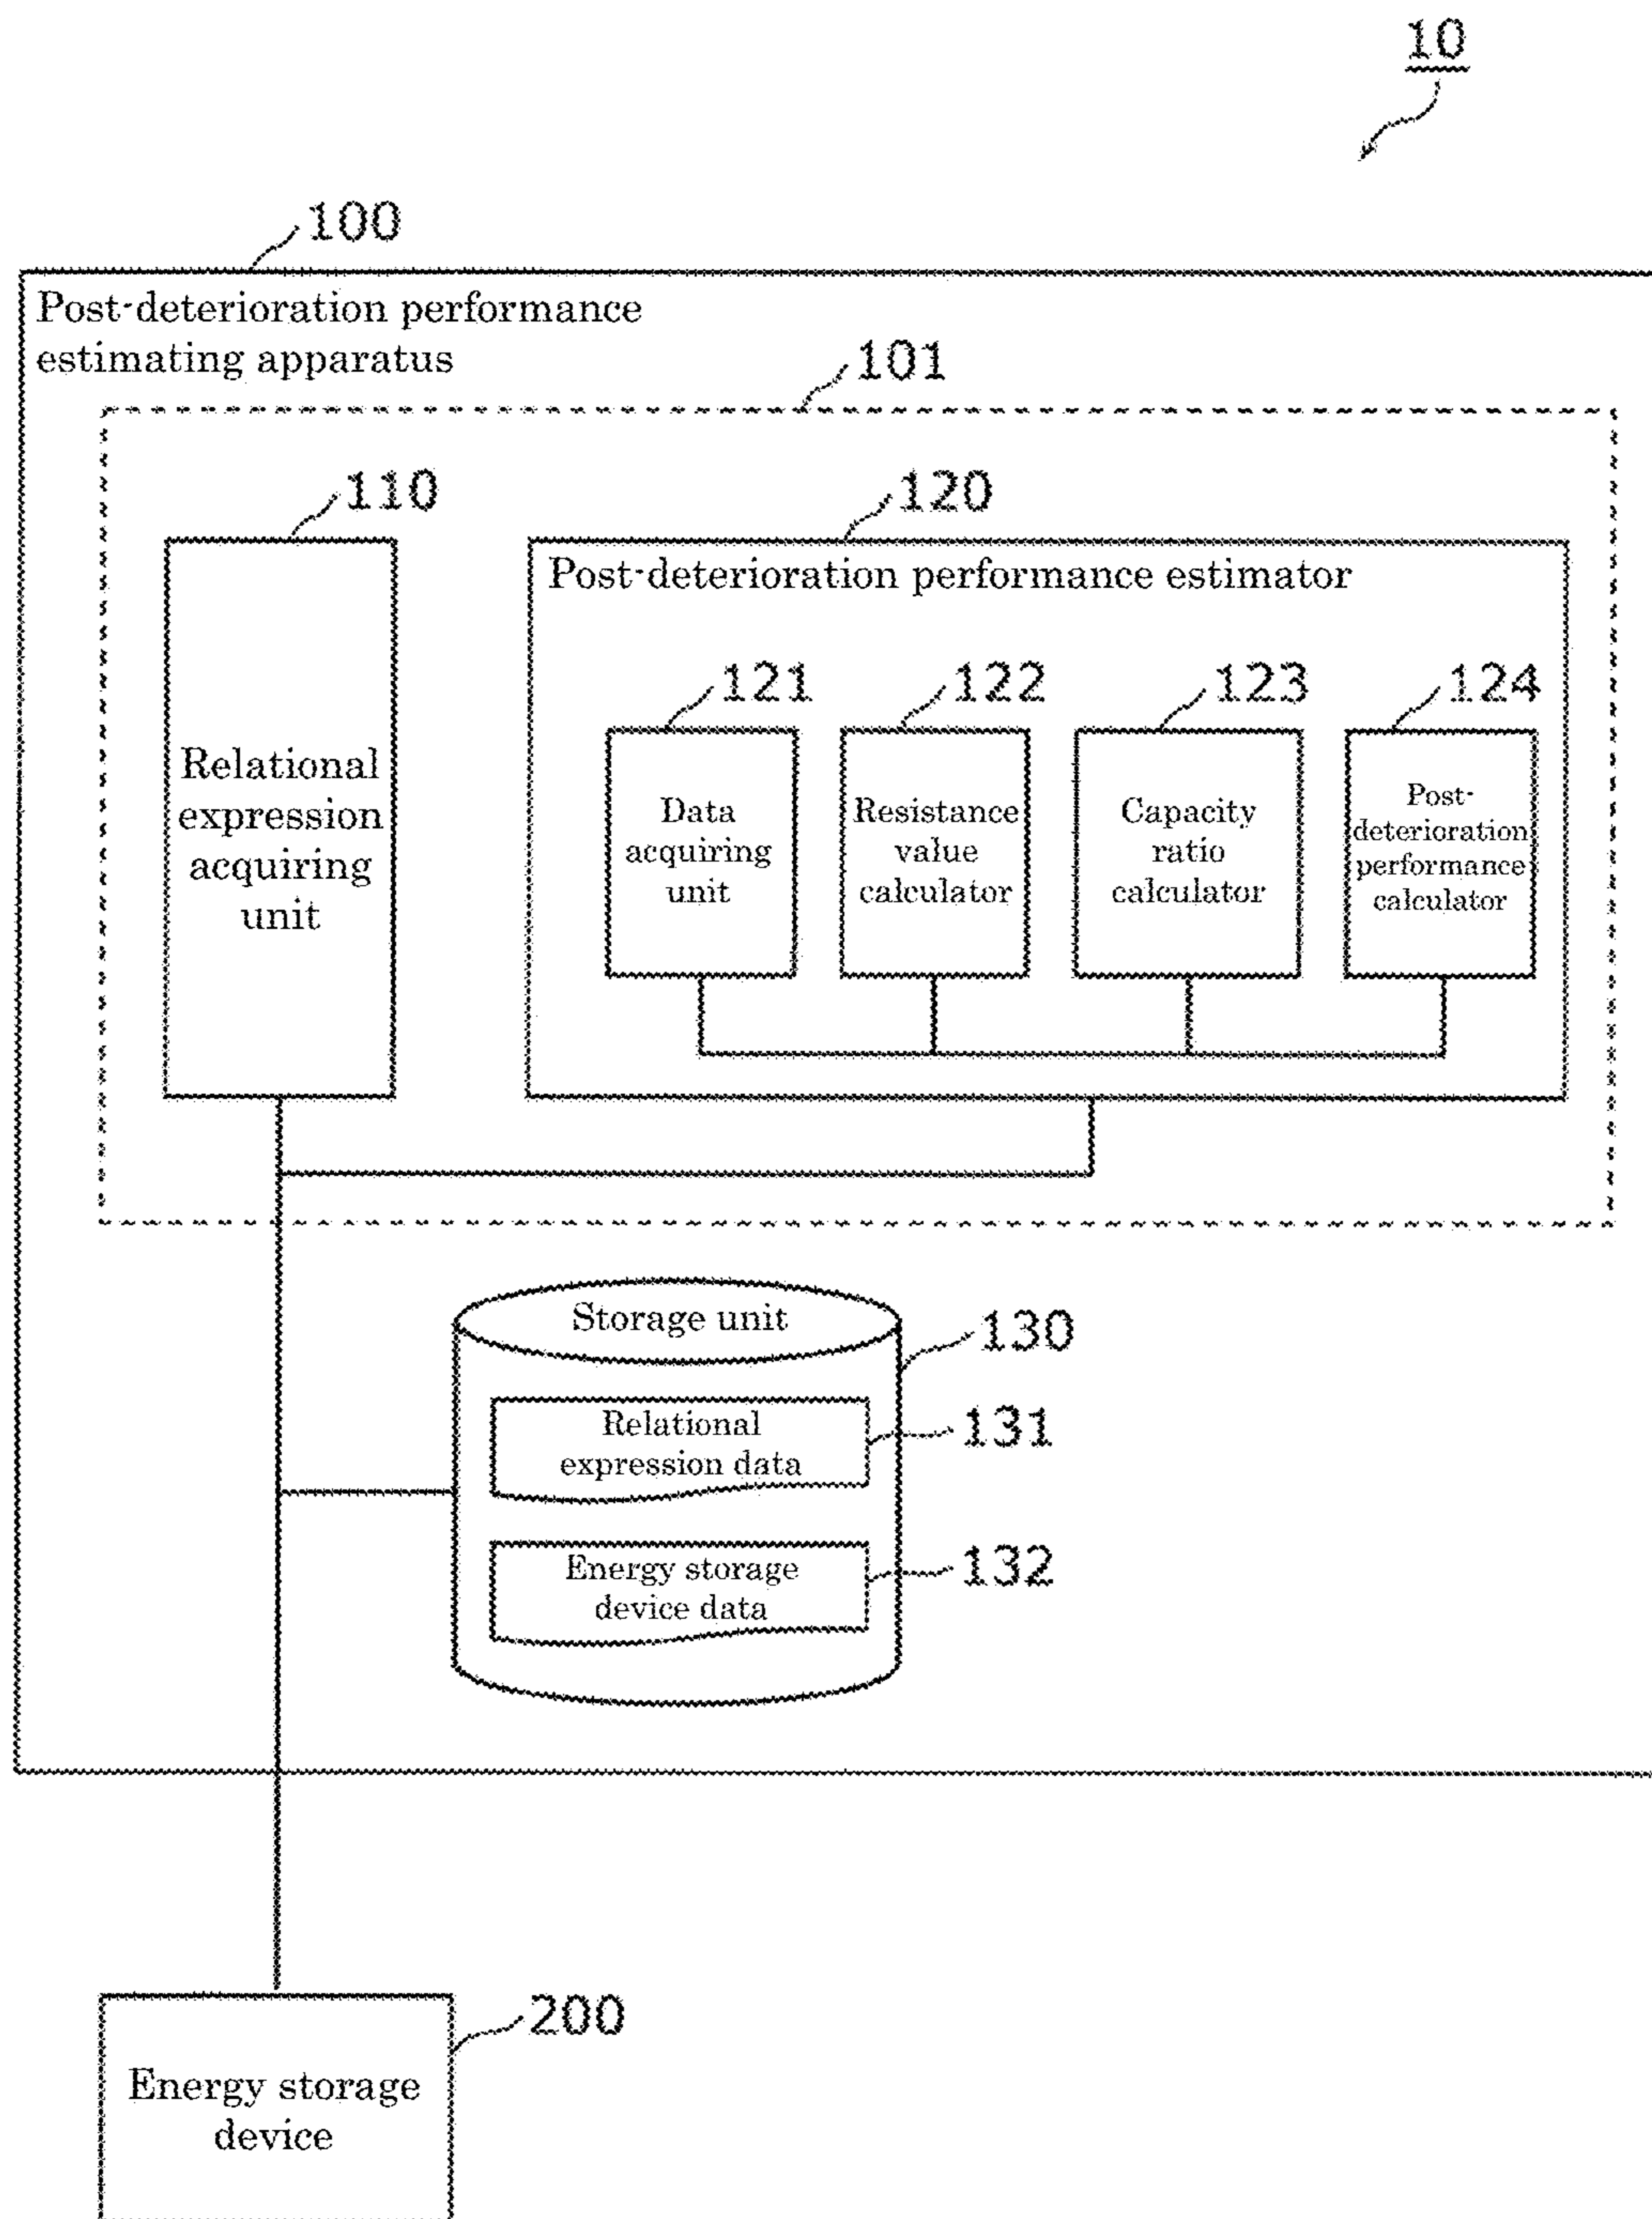 10
100
Post-deterioration performance
estimating apparatus
101
110
120
Relational
expression
acquiring
unit
Post-deterioration performance estimator
121
122
123
124
Data
acquiring
unit
Resistance
value
calculator
Capacity
ratio
calculator
Post-
deterioration
performance
calculator
Storage unit
130
Relational
expression data
131
Energy storage
device data
132
200
Energy storage
device